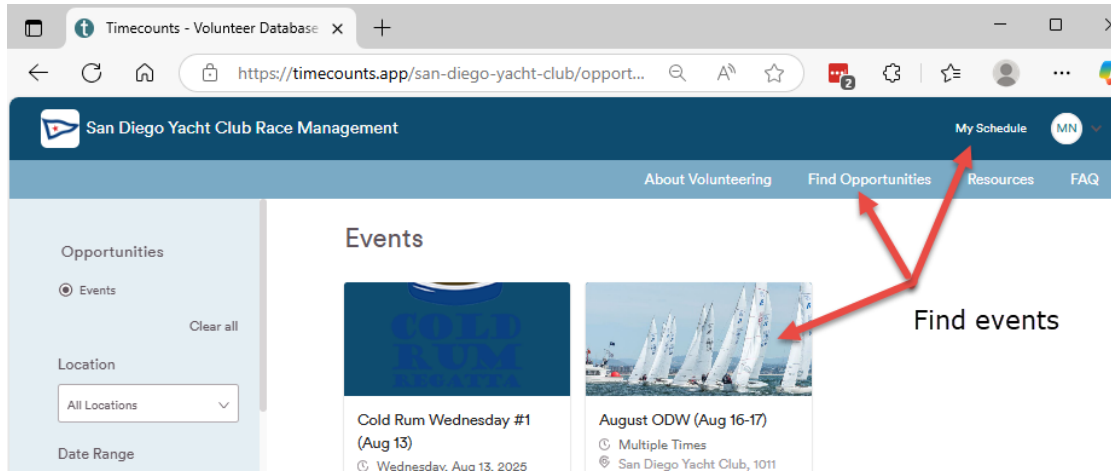 Timecounts - Volunteer Database
https://timecounts.app/san-diego-yacht-club/opport...
2
San Diego Yacht Club Race Management
My Schedule
MN
About Volunteering
Find Opportunities
Resources
FAQ
Opportunities
Events
Clear all
Location
All Locations
Date Range
Events
COLD
RUM
REGATTA
Cold Rum Wednesday #1
(Aug 13)
Wednesday, Aug 13, 2025
August ODW (Aug 16-17)
Multiple Times
San Diego Yacht Club, 1011
Find events